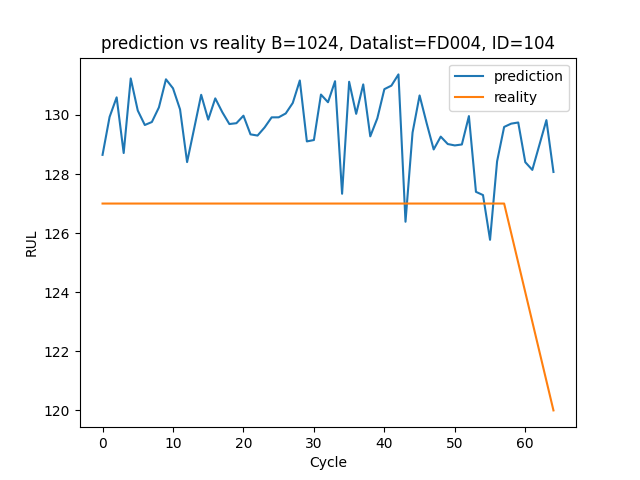 prediction vs reality B=1024, Datalist=FD004, ID=104
prediction
reality
RUL
130
128
126
124
122
120
0 10 20 30 40 50 60
Cycle